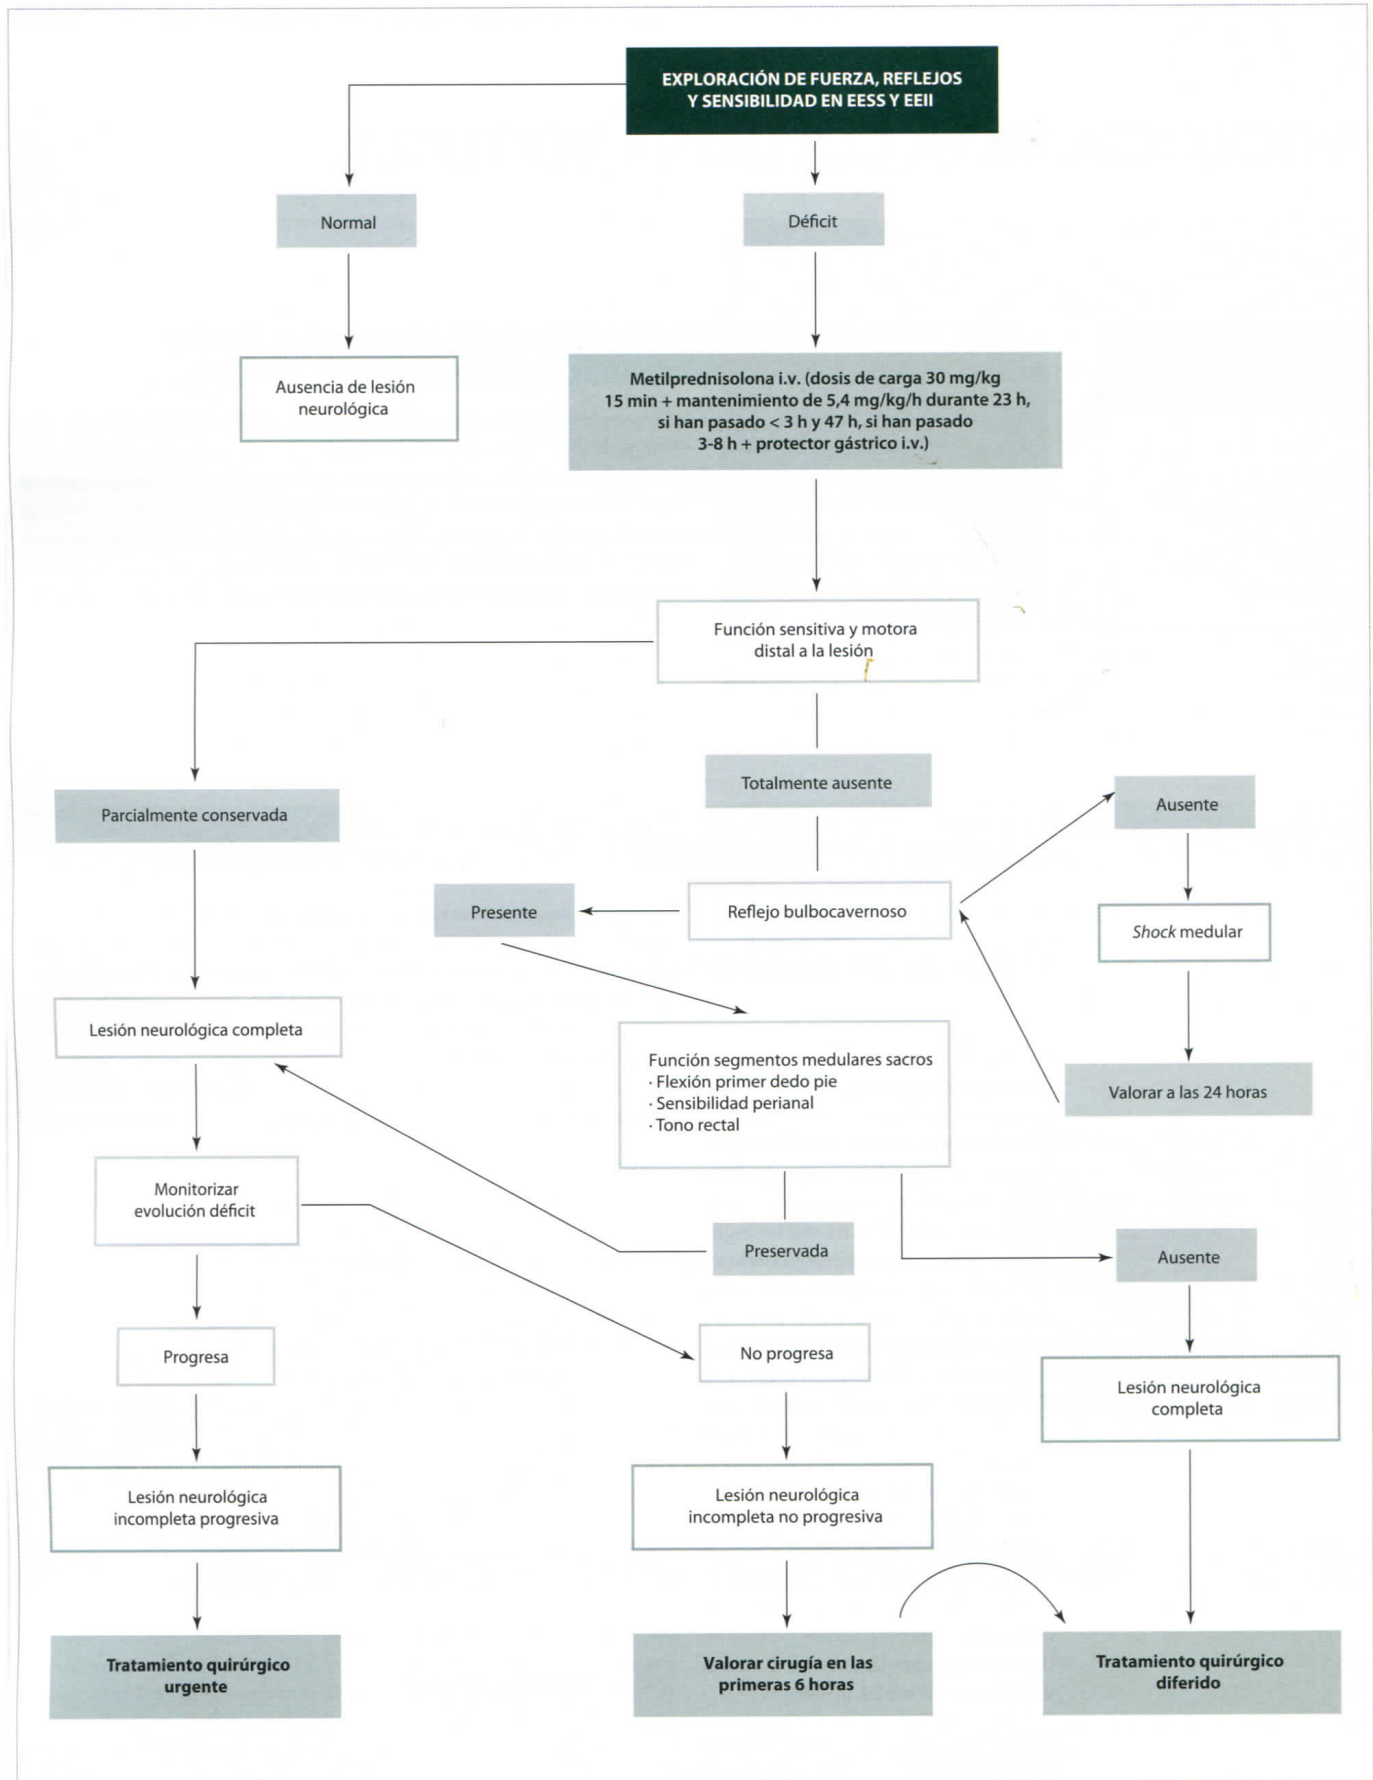 EXPLORACIÓN DE FUERZA, REFLEJOS
Y SENSIBILIDAD EN EESS Y EEII
Normal
Déficit
Ausencia de lesión
neurológica
Metilprednisolona i.v. (dosis de carga 30 mg/kg
15 min + mantenimiento de 5,4 mg/kg/h durante 23 h,
si han pasado < 3 h y 47 h, si han pasado
3-8 h + protector gástrico i.v.)
Función sensitiva y motora
distal a la lesión
Totalmente ausente
Parcialmente conservada
Ausente
Presente
Reflejo bulbocavernoso
Shock medular
Lesión neurológica completa
Función segmentos medulares sacros
· Flexión primer dedo pie
· Sensibilidad perianal
· Tono rectal
Valorar a las 24 horas
Monitorizar
evolución déficit
Preservada
Ausente
Progresa
No progresa
Lesión neurológica
completa
Lesión neurológica
incompleta progresiva
Lesión neurológica
incompleta no progresiva
Tratamiento quirúrgico
urgente
Valorar cirugía en las
primeras 6 horas
Tratamiento quirúrgico
diferido